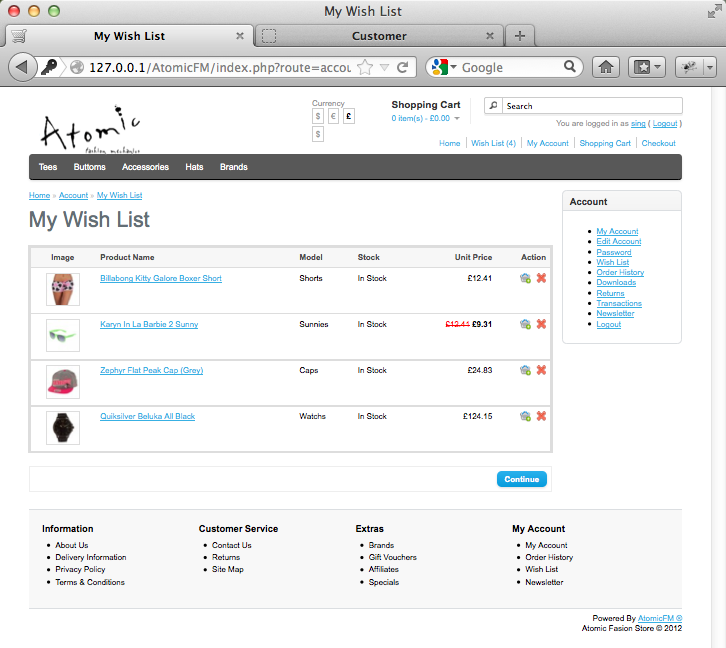 My Wish List
My Wish List
Customer
127.0.0.1/AtomicFM/index.php?route=accou
Google
Atomic
Fashion mechanics
Currency
$ € £
$
Shopping Cart
0 item(s) - £0.00
Search
You are logged in as sing ( Logout )
Home Wish List (4) My Account Shopping Cart Checkout
Tees Buttoms Accessories Hats Brands
Home » Account » My Wish List
My Wish List
Image Product Name Model Stock Unit Price Action
Billabong Kitty Galore Boxer Short Shorts In Stock £12.41
Karyn In La Barbie 2 Sunny Sunnies In Stock £12.41 £9.31
Zephyr Flat Peak Cap (Grey) Caps In Stock £24.83
Quiksilver Beluka All Black Watchs In Stock £124.15
Continue
Account
My Account
Edit Account
Password
Wish List
Order History
Downloads
Returns
Transactions
Newsletter
Logout
Information
About Us
Delivery Information
Privacy Policy
Terms & Conditions
Customer Service
Contact Us
Returns
Site Map
Extras
Brands
Gift Vouchers
Affiliates
Specials
My Account
My Account
Order History
Wish List
Newsletter
Powered By AtomicFM ®
Atomic Fasion Store © 2012